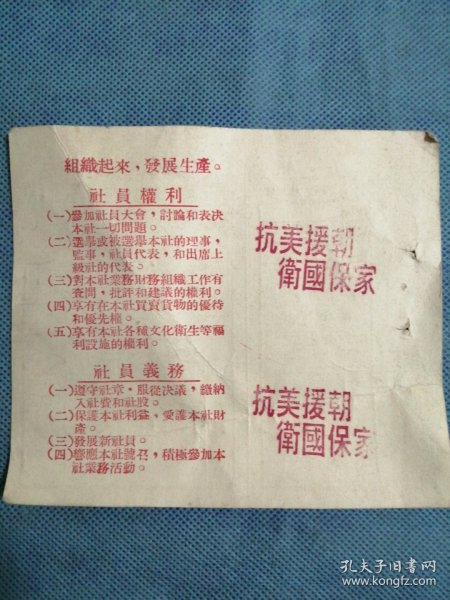 組織起來，發展生產。
社員權利
(一)參加社員大會，討論和表决
本社一切問題。
(二)選舉或被選舉本社的理事，
監事，社員代表，和出席上
級社的代表。
(三)對本社業務財務組織工作有
查問，批評和建議的權利。
(四)享有在本社買賣貨物的優待
和優先權。
(五)享有本社各種文化衛生等福
利設施的權利。
社員義務
(一)遵守社章，服從决議，繳納
入社費和社股。
(二)保護本社利益，愛護本社財
產。
(三)發展新社員。
(四)響應本社號召，積極參加本
社業務活動。
抗美援朝
衛國保家
抗美援朝
衛國保家
孔夫子旧书网
www.kongfz.com